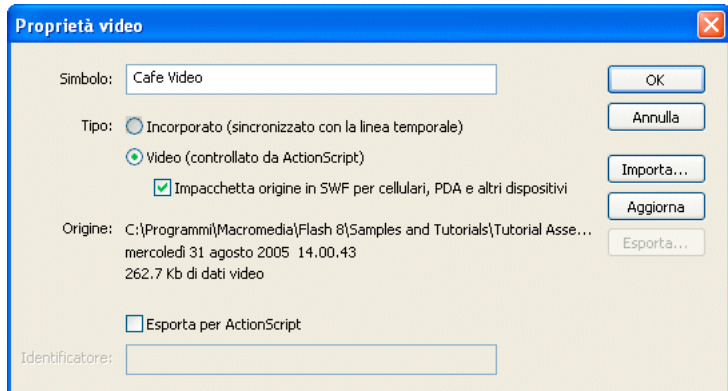 Proprietà video
Simbolo: Cafe Video
OK
Tipo: Incorporato (sincronizzato con la linea temporale)
Annulla
Video (controllato da ActionScript)
Impacchetta origine in SWF per cellulari, PDA e altri dispositivi
Importa...
Aggiorna
Origine: C:\Programmi\Macromedia\Flash 8\Samples and Tutorials\Tutorial Asse...
Esporta...
mercoledì 31 agosto 2005 14.00.43
262.7 Kb di dati video
Esporta per ActionScript
Identificatore: